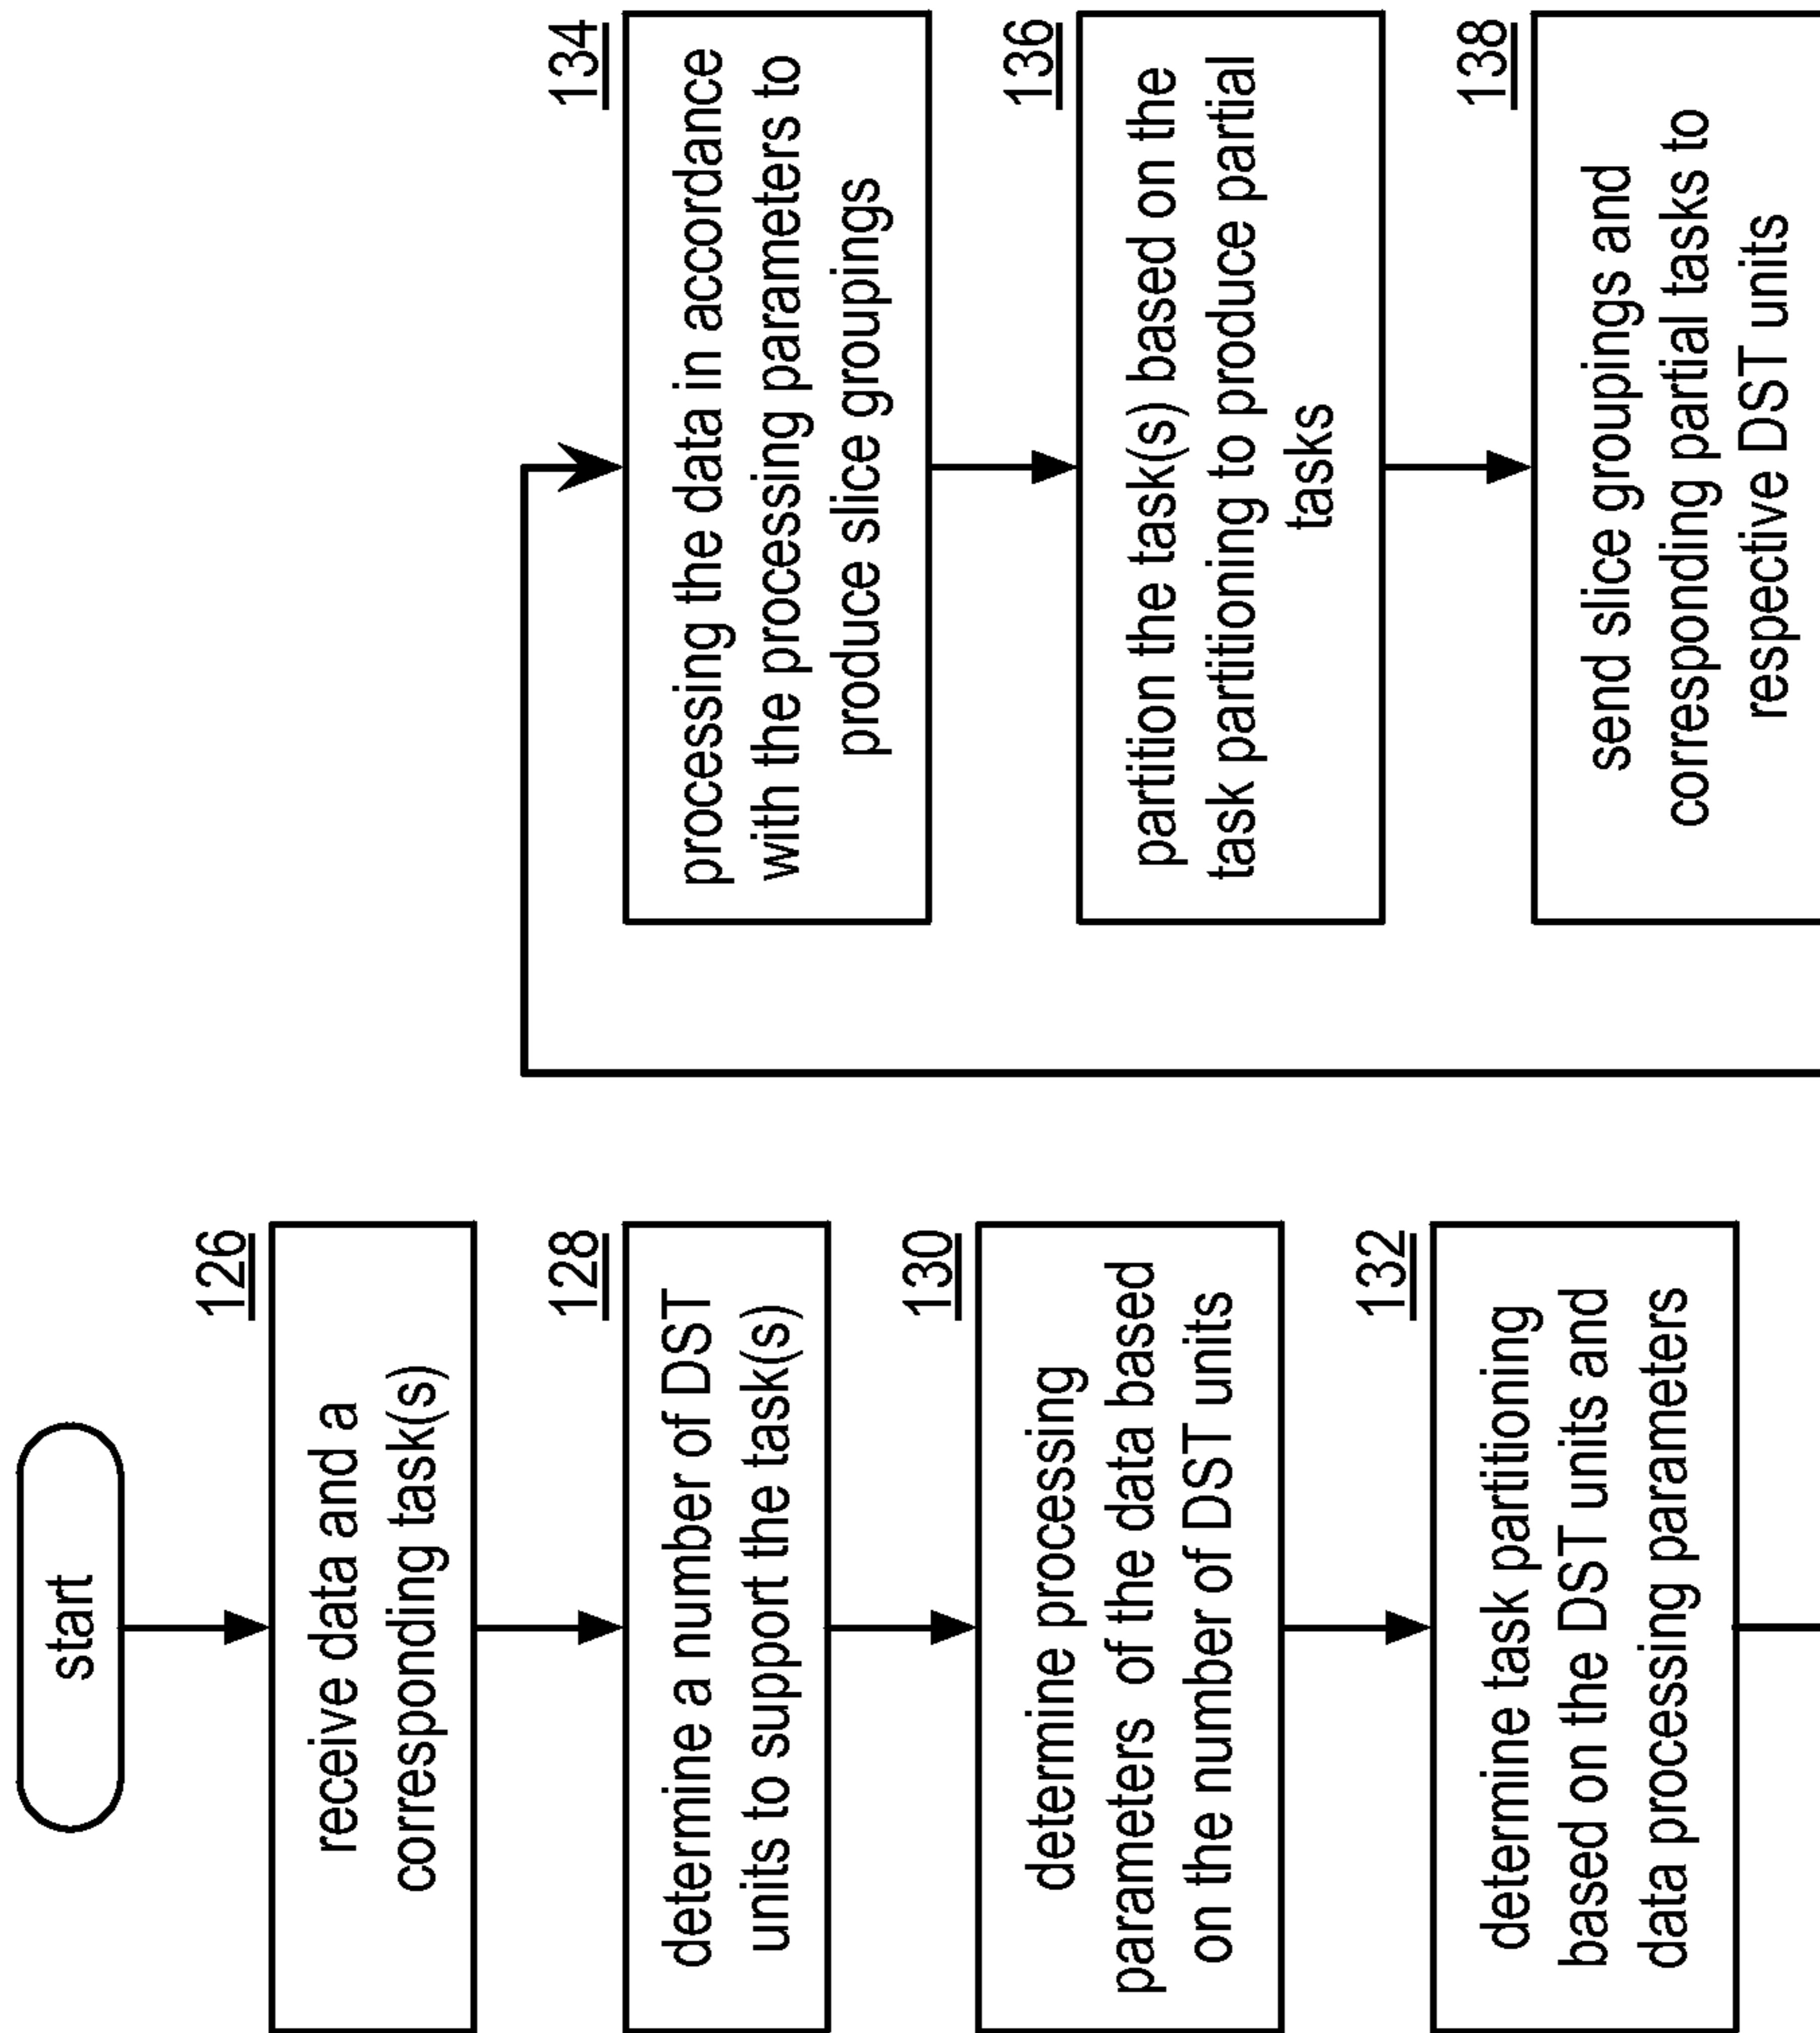 start
126
receive data and a
corresponding task(s)
128
determine a number of DST
units to support the task(s)
130
determine processing
parameters of the data based
on the number of DST units
132
determine task partitioning
based on the DST units and
data processing parameters
134
processing the data in accordance
with the processing parameters to
produce slice groupings
136
partition the task(s) based on the
task partitioning to produce partial
tasks
138
send slice groupings and
corresponding partial tasks to
respective DST units